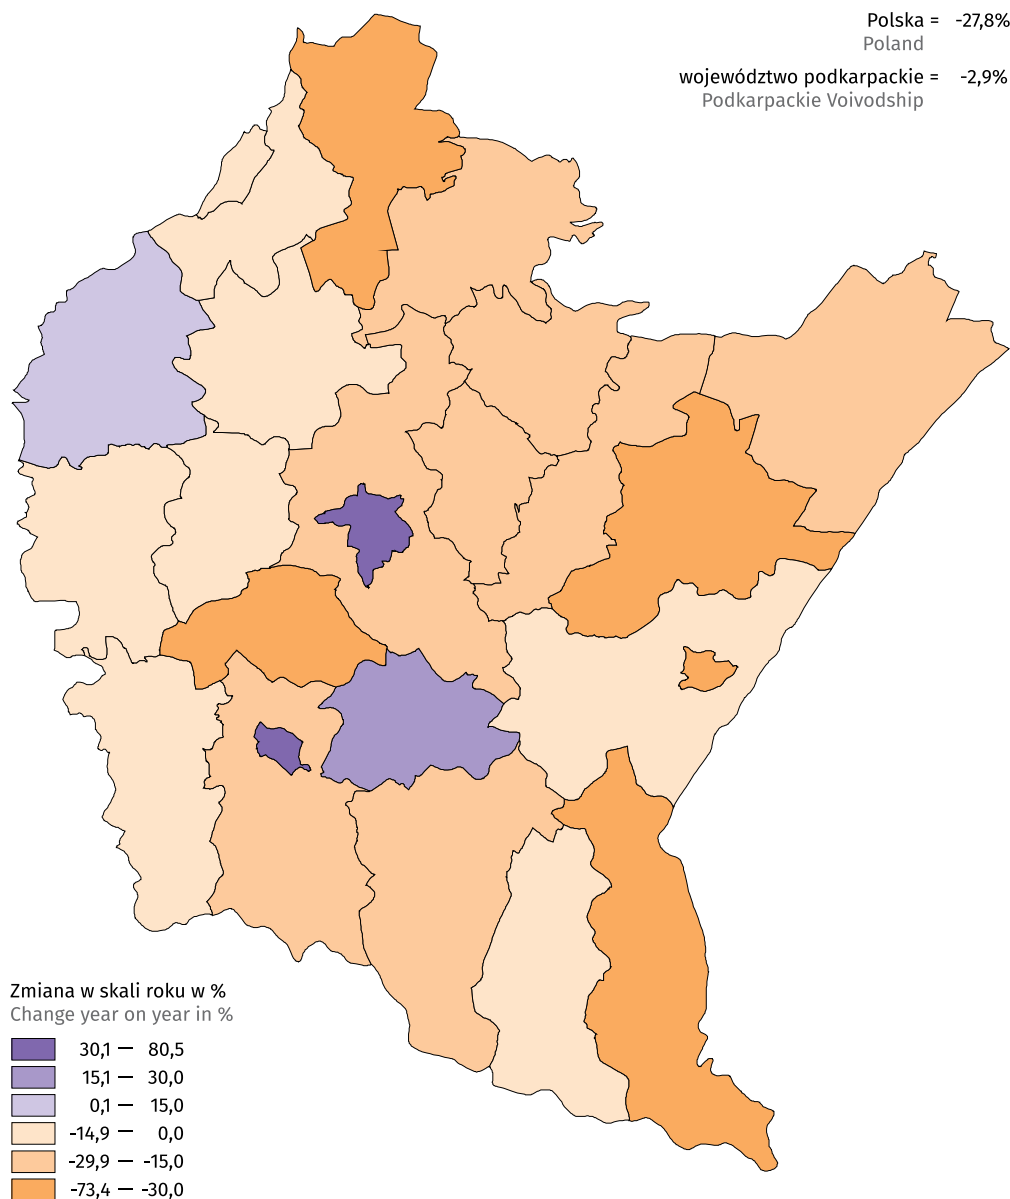 Polska = -27,8%
Poland
województwo podkarpackie = -2,9%
Podkarpackie Voivodship
Zmiana w skali roku w %
Change year on year in %
30,1 — 80,5
15,1 — 30,0
0,1 — 15,0
-14,9 — 0,0
-29,9 — -15,0
-73,4 — -30,0